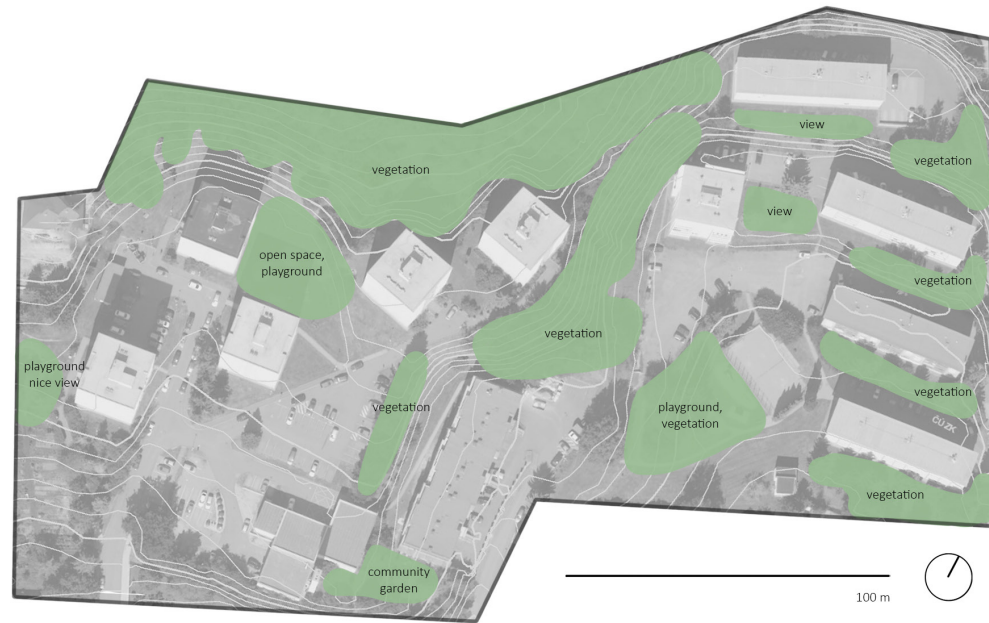 view
vegetation
vegetation
view
open space,
playground
vegetation
vegetation
playground
nice view
vegetation
vegetation
playground,
vegetation
ČÚZK
vegetation
community
garden
100 m